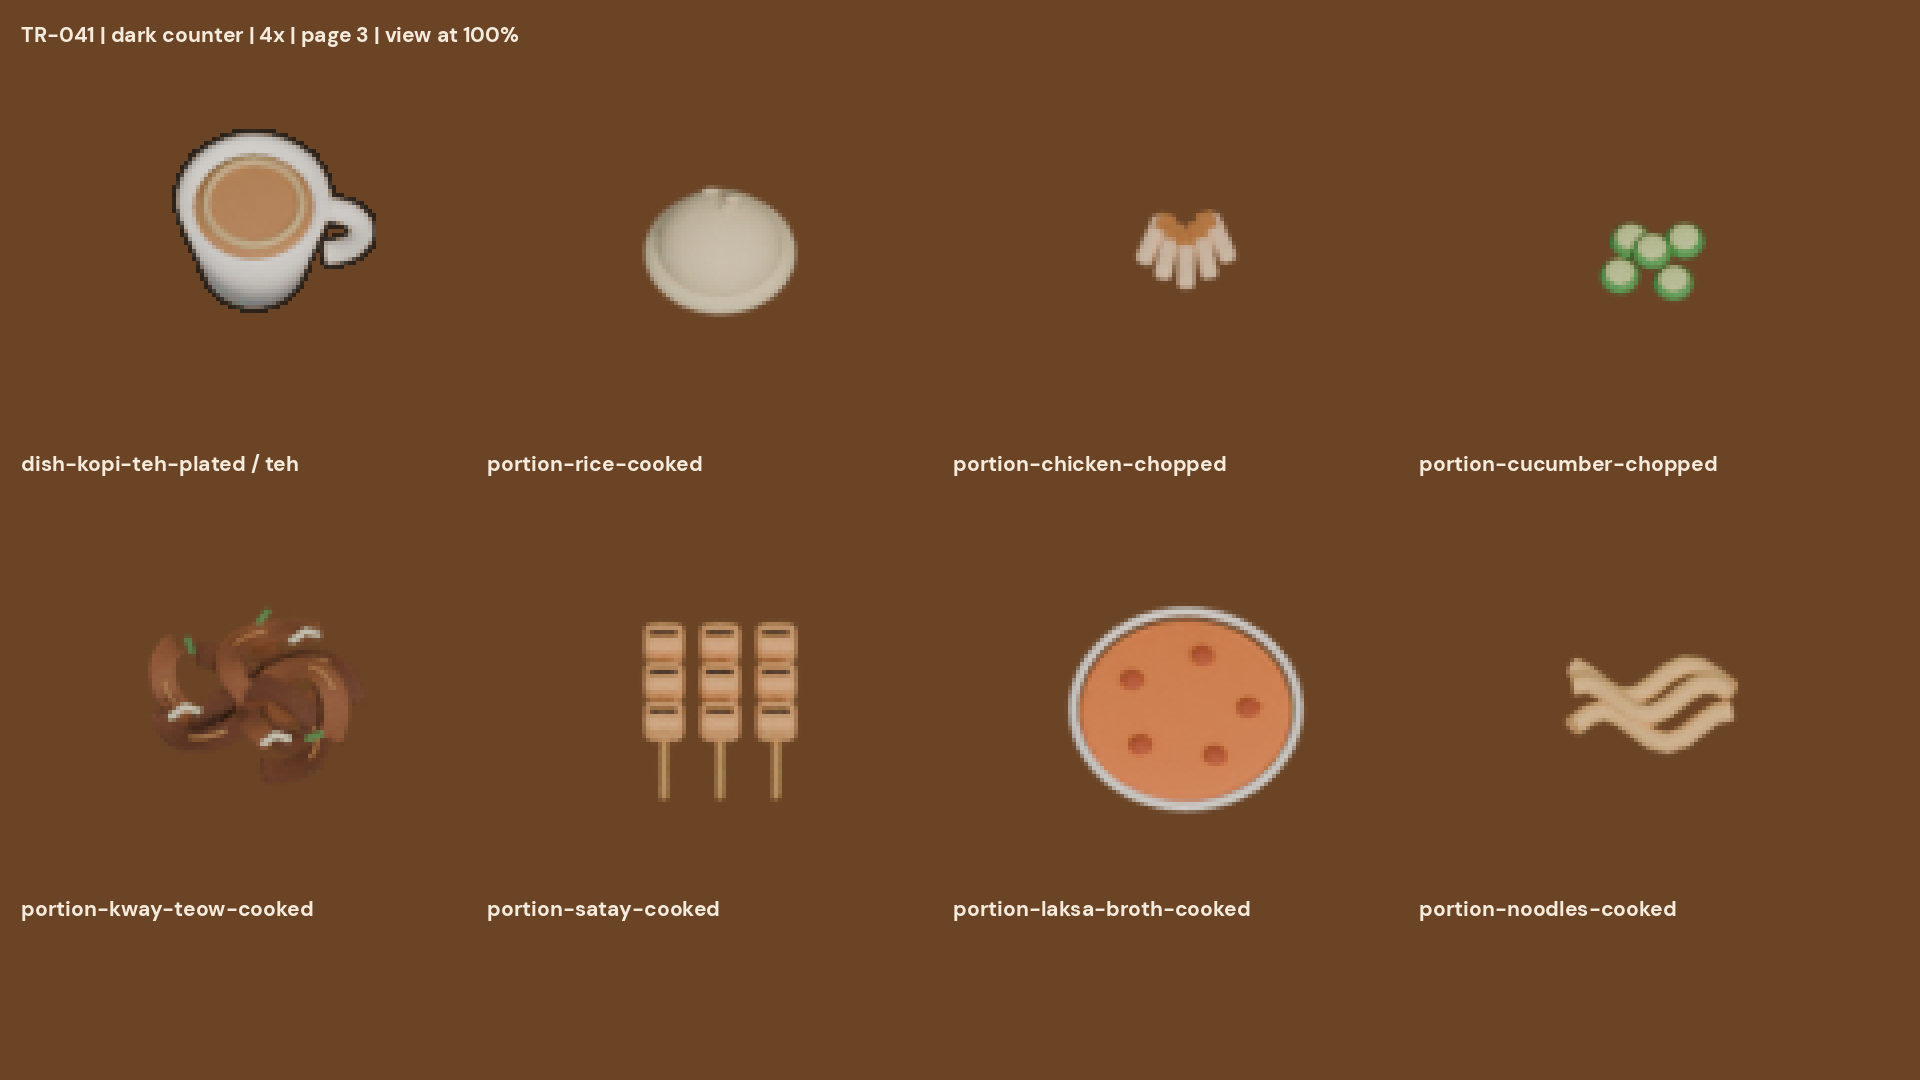 TR-041 | dark counter | 4x | page 3 | view at 100%
dish-kopi-teh-plated / teh
portion-rice-cooked
portion-chicken-chopped
portion-cucumber-chopped
portion-kway-teow-cooked
portion-satay-cooked
portion-laksa-broth-cooked
portion-noodles-cooked